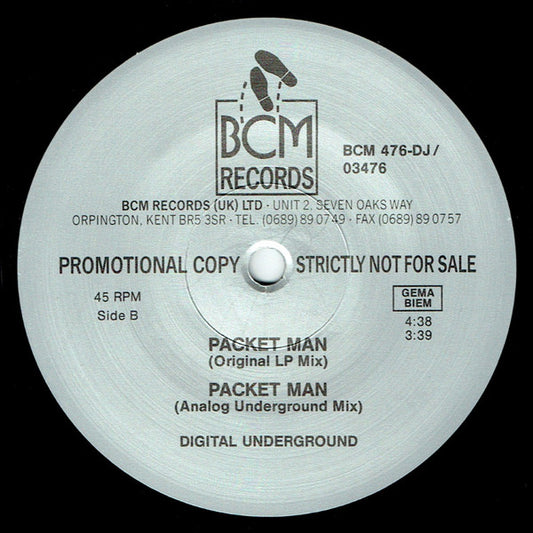 BCM
RECORDS
BCM 476-DJ/
03476
BCM RECORDS (UK) LTD · UNIT 2, SEVEN OAKS WAY
ORPINGTON, KENT BR5 3SR · TEL. (0689) 89 07 49 · FAX (0689) 89 07 57
PROMOTIONAL COPY STRICTLY NOT FOR SALE
45 RPM
Side B
GEMA
BIEM
4:38
3:39
PACKET MAN
(Original LP Mix)
PACKET MAN
(Analog Underground Mix)
DIGITAL UNDERGROUND